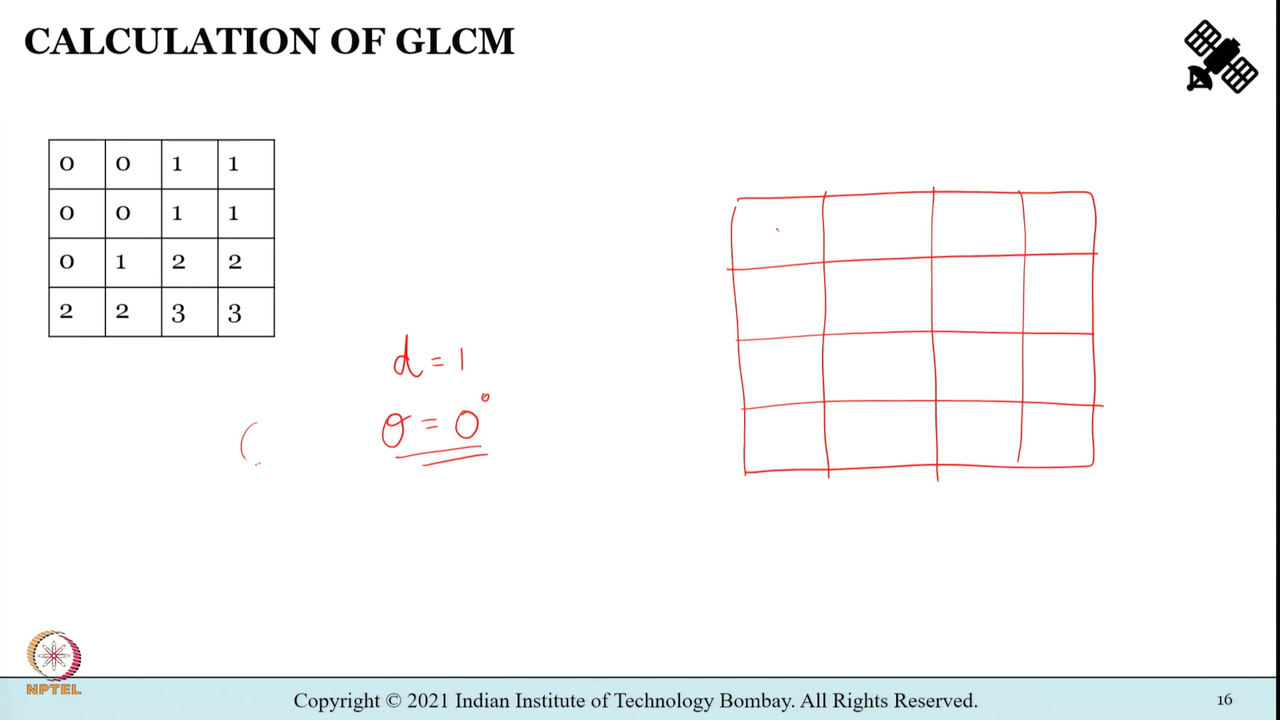 CALCULATION OF GLCM
0 0 1 1
0 0 1 1
0 1 2 2
2 2 3 3
d = 1
θ = 0°
(
NPTEL
Copyright © 2021 Indian Institute of Technology Bombay. All Rights Reserved.
16